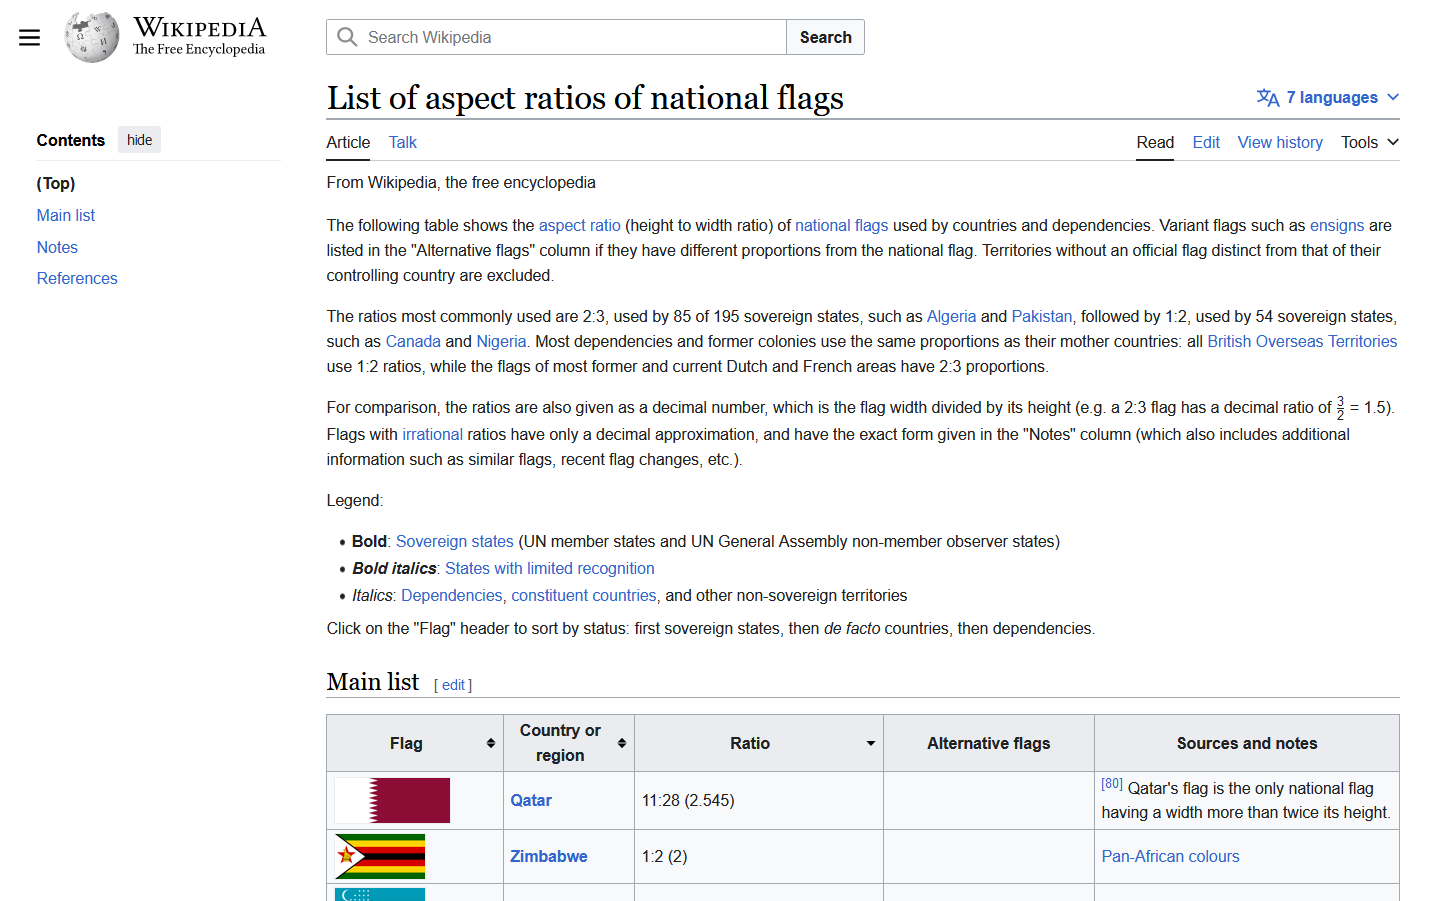 WIKIPEDIA
The Free Encyclopedia
Search Wikipedia
Search
Contents
hide
(Top)
Main list
Notes
References
List of aspect ratios of national flags
7 languages
Article
Talk
Read
Edit
View history
Tools
From Wikipedia, the free encyclopedia
The following table shows the aspect ratio (height to width ratio) of national flags used by countries and dependencies. Variant flags such as ensigns are
listed in the "Alternative flags" column if they have different proportions from the national flag. Territories without an official flag distinct from that of their
controlling country are excluded.
The ratios most commonly used are 2:3, used by 85 of 195 sovereign states, such as Algeria and Pakistan, followed by 1:2, used by 54 sovereign states,
such as Canada and Nigeria. Most dependencies and former colonies use the same proportions as their mother countries: all British Overseas Territories
use 1:2 ratios, while the flags of most former and current Dutch and French areas have 2:3 proportions.
For comparison, the ratios are also given as a decimal number, which is the flag width divided by its height (e.g. a 2:3 flag has a decimal ratio of 3/2 = 1.5).
Flags with irrational ratios have only a decimal approximation, and have the exact form given in the "Notes" column (which also includes additional
information such as similar flags, recent flag changes, etc.).
Legend:
• Bold: Sovereign states (UN member states and UN General Assembly non-member observer states)
• Bold italics: States with limited recognition
• Italics: Dependencies, constituent countries, and other non-sovereign territories
Click on the "Flag" header to sort by status: first sovereign states, then de facto countries, then dependencies.
Main list [ edit ]
Flag
Country or
region
Ratio
Alternative flags
Sources and notes
Qatar
11:28 (2.545)
[80] Qatar's flag is the only national flag
having a width more than twice its height.
Zimbabwe
1:2 (2)
Pan-African colours